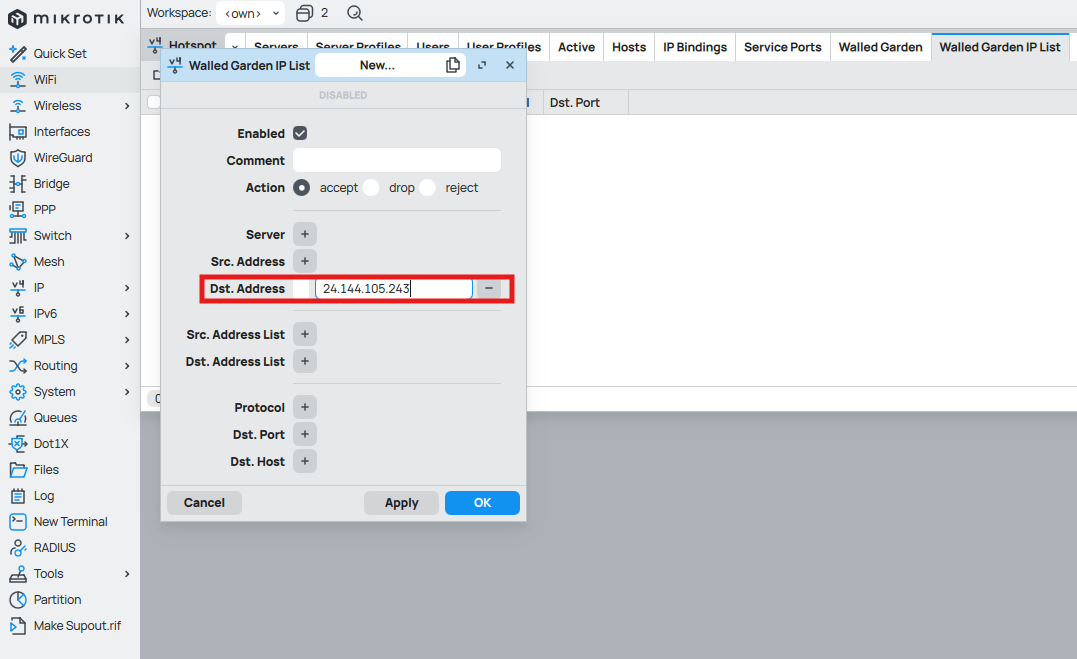 MIKROTIK
Workspace: <own> 2
Quick Set
WiFi
Wireless
Interfaces
WireGuard
Bridge
PPP
Switch
Mesh
IP
IPv6
MPLS
Routing
System
Queues
Dot1X
Files
Log
New Terminal
RADIUS
Tools
Partition
Make Supout.rif
v4 Hotspot Servers Server Profiles Users User Profiles Active Hosts IP Bindings Service Ports Walled Garden Walled Garden IP List
Dst. Port
v4 Walled Garden IP List New...
DISABLED
Enabled
Comment
Action accept drop reject
Server +
Src. Address +
Dst. Address 24.144.105.243 −
Src. Address List +
Dst. Address List +
Protocol +
Dst. Port +
Dst. Host +
Cancel Apply OK